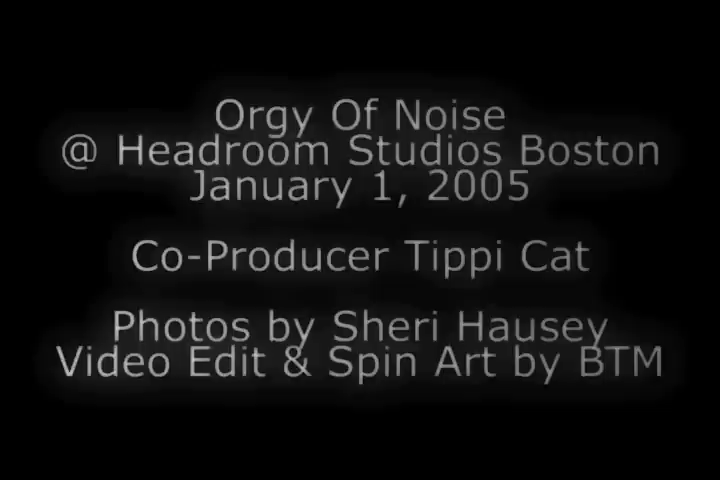 Orgy Of Noise
@ Headroom Studios Boston
January 1, 2005
Co-Producer Tippi Cat
Photos by Sheri Hausey
Video Edit & Spin Art by BTM